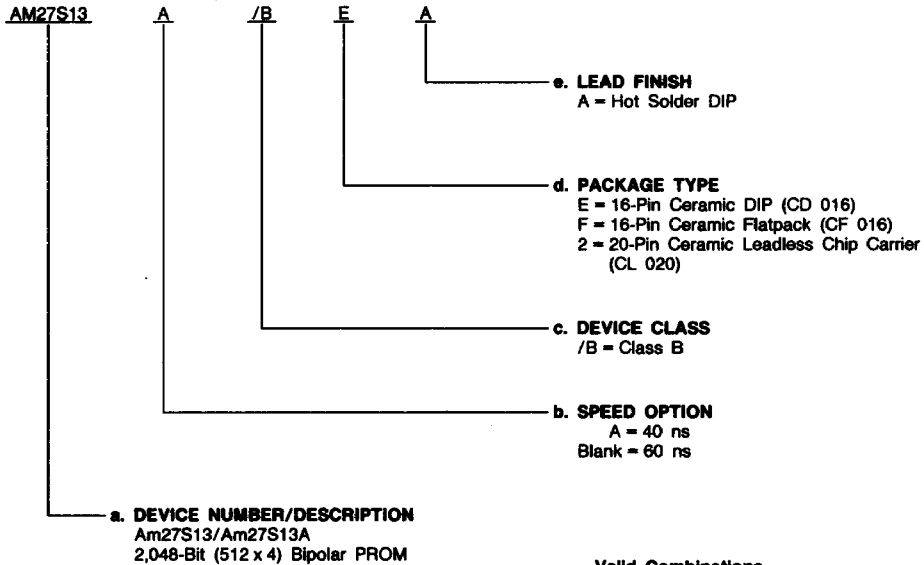 AM27S13 A /B E A
e. LEAD FINISH
A = Hot Solder DIP
d. PACKAGE TYPE
E = 16-Pin Ceramic DIP (CD 016)
F = 16-Pin Ceramic Flatpack (CF 016)
2 = 20-Pin Ceramic Leadless Chip Carrier
(CL 020)
c. DEVICE CLASS
/B = Class B
b. SPEED OPTION
A = 40 ns
Blank = 60 ns
a. DEVICE NUMBER/DESCRIPTION
Am27S13/Am27S13A
2,048-Bit (512 x 4) Bipolar PROM
Valid Combinations